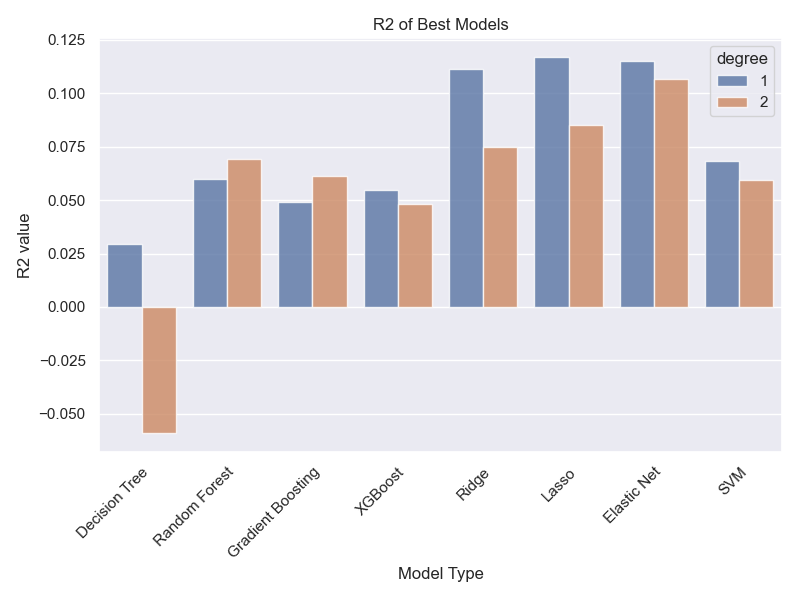 R2 of Best Models
degree
1
2
0.125
0.100
0.075
0.050
0.025
0.000
−0.025
−0.050
R2 value
Decision Tree
Random Forest
Gradient Boosting
XGBoost
Ridge
Lasso
Elastic Net
SVM
Model Type